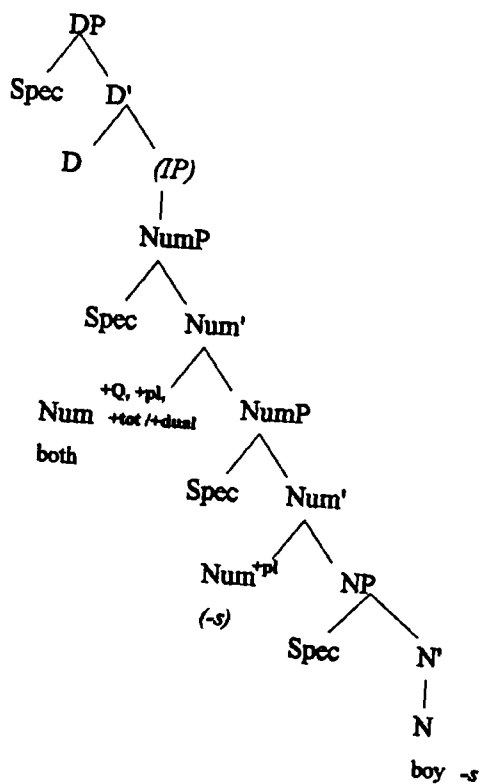 DP
Spec D'
D (IP)
NumP
Spec Num'
Num +Q, +pl, +tot /+dual NumP
both
Spec Num'
Num+pl NP
(-s)
Spec N'
N
boy -s